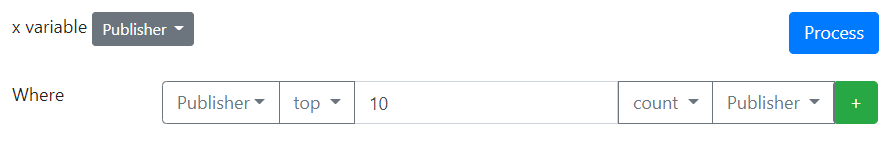 x variable Publisher Process
Where Publisher top 10 count Publisher +